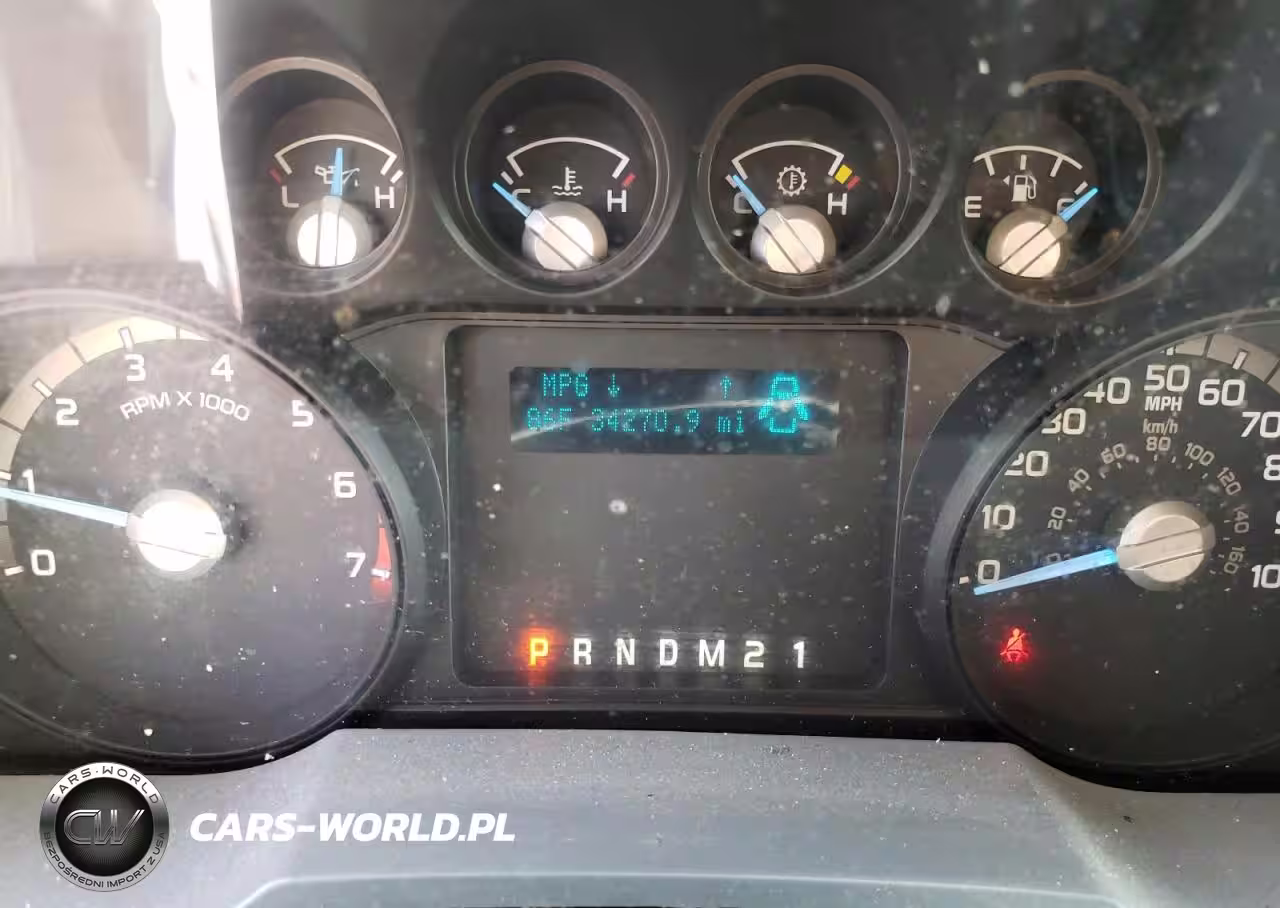 L H
C H
C H
E F
0 1 2 3 4 5 6 7
RPM X 1000
MPG ↓ ↑
86F 34270.9 mi
P R N D M 2 1
0 10 20 30 40 50 60 70
MPH
km/h
20 40 60 80 100 120 140 160
CARS-WORLD
CW
BEZPOŚREDNI IMPORT Z USA
CARS-WORLD.PL